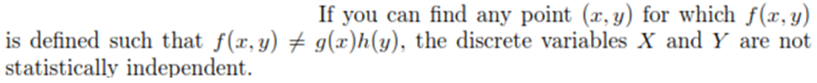 If you can find any point (x, y) for which f(x, y)
is defined such that f(x, y) ≠ g(x)h(y), the discrete variables X and Y are not
statistically independent.